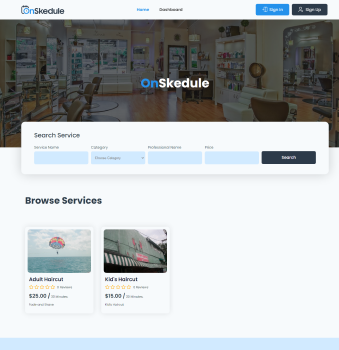 OnSkedule
Home
Dashboard
Sign In
Sign Up
OnSkedule
Search Service
Service Name
Category
Professional Name
Price
Choose Category
Search
Browse Services
Adult Haircut
0 Reviews
$25.00 / 30 Minutes
Fade and Shave
Kid's Haircut
0 Reviews
$15.00 / 30 Minutes
Kids Haircut